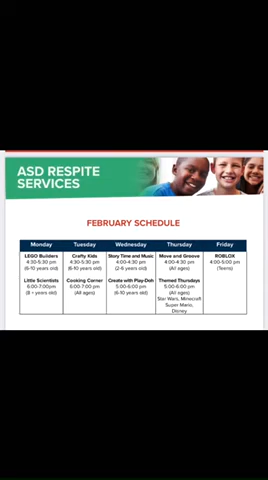 ASD RESPITE
SERVICES
FEBRUARY SCHEDULE
Monday Tuesday Wednesday Thursday Friday
LEGO Builders
4:30-5:30 pm
(6-10 years old)
Crafty Kids
4:30-5:30 pm
(6-10 years old)
Story Time and Music
4:00-4:30 pm
(2-6 years old)
Move and Groove
4:00-4:30 pm
(All ages)
ROBLOX
4:00-5:00 pm
(Teens)
Little Scientists
6:00-7:00pm
(8 + years old)
Cooking Corner
6:00-7:00 pm
(All ages)
Create with Play-Doh
5:00-6:00 pm
(6-10 years old)
Themed Thursdays
5:00-6:00 pm
(All ages)
Star Wars, Minecraft
Super Mario,
Disney